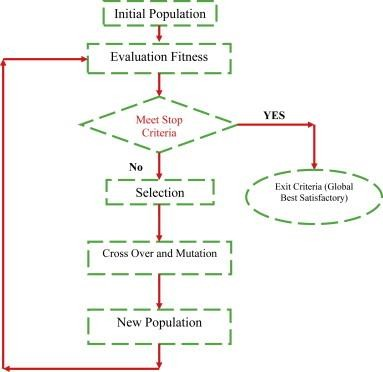 Initial Population
Evaluation Fitness
Meet Stop
Criteria
YES
No
Exit Criteria (Global
Best Satisfactory)
Selection
Cross Over and Mutation
New Population